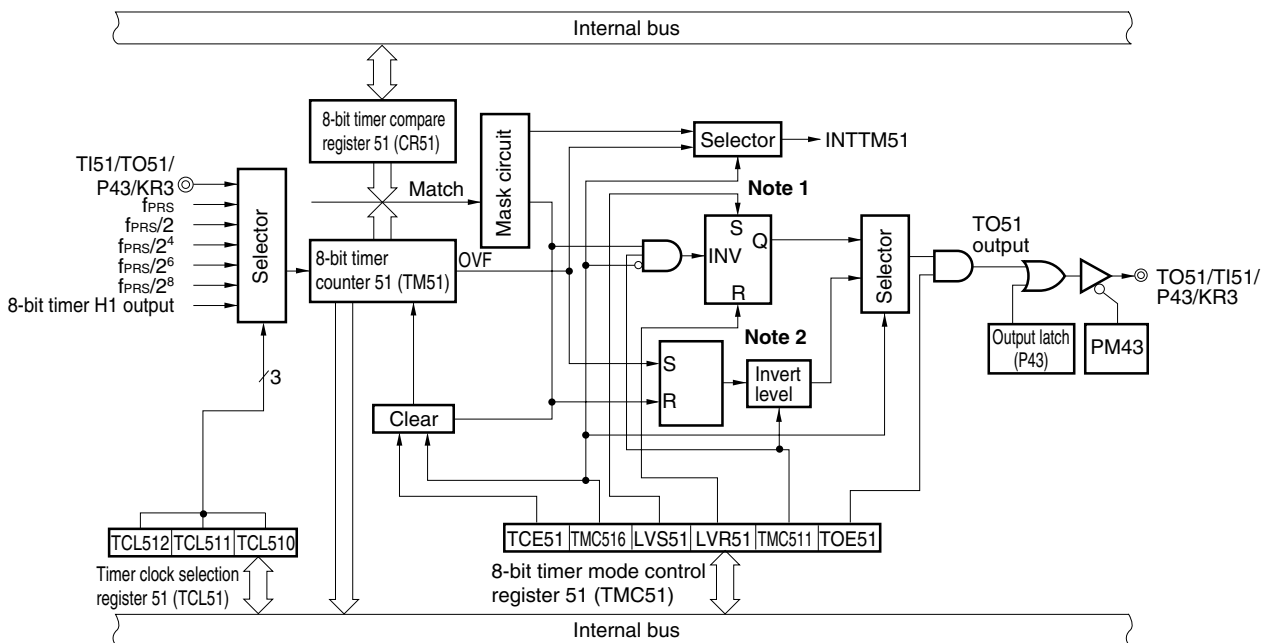 Internal bus
8-bit timer compare
register 51 (CR51)
Mask circuit
Selector
INTTM51
TI51/TO51/
P43/KR3
fPRS
fPRS/2
fPRS/2⁴
fPRS/2⁶
fPRS/2⁸
8-bit timer H1 output
Selector
Match
8-bit timer
counter 51 (TM51)
OVF
Note 1
S
Q
INV
R
Selector
TO51
output
TO51/TI51/
P43/KR3
Output latch
(P43)
PM43
Note 2
S
R
Invert
level
3
Clear
TCL512 TCL511 TCL510
Timer clock selection
register 51 (TCL51)
TCE51 TMC516 LVS51 LVR51 TMC511 TOE51
8-bit timer mode control
register 51 (TMC51)
Internal bus